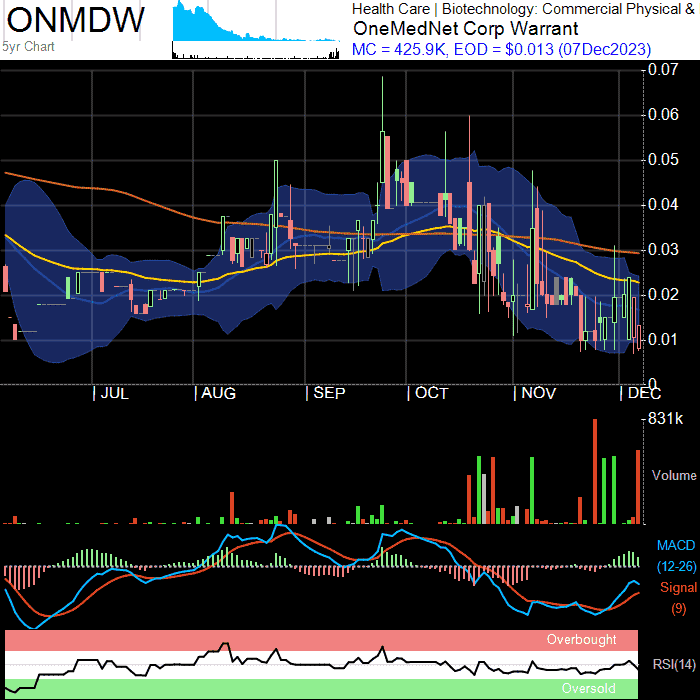 ONMDW
5yr Chart
Health Care | Biotechnology: Commercial Physical &
OneMedNet Corp Warrant
MC = 425.9K, EOD = $0.013 (07Dec2023)
0.07
0.06
0.05
0.04
0.03
0.02
0.01
0
JUL
AUG
SEP
OCT
NOV
DEC
831k
Volume
MACD
(12-26)
Signal
(9)
Overbought
RSI(14)
Oversold